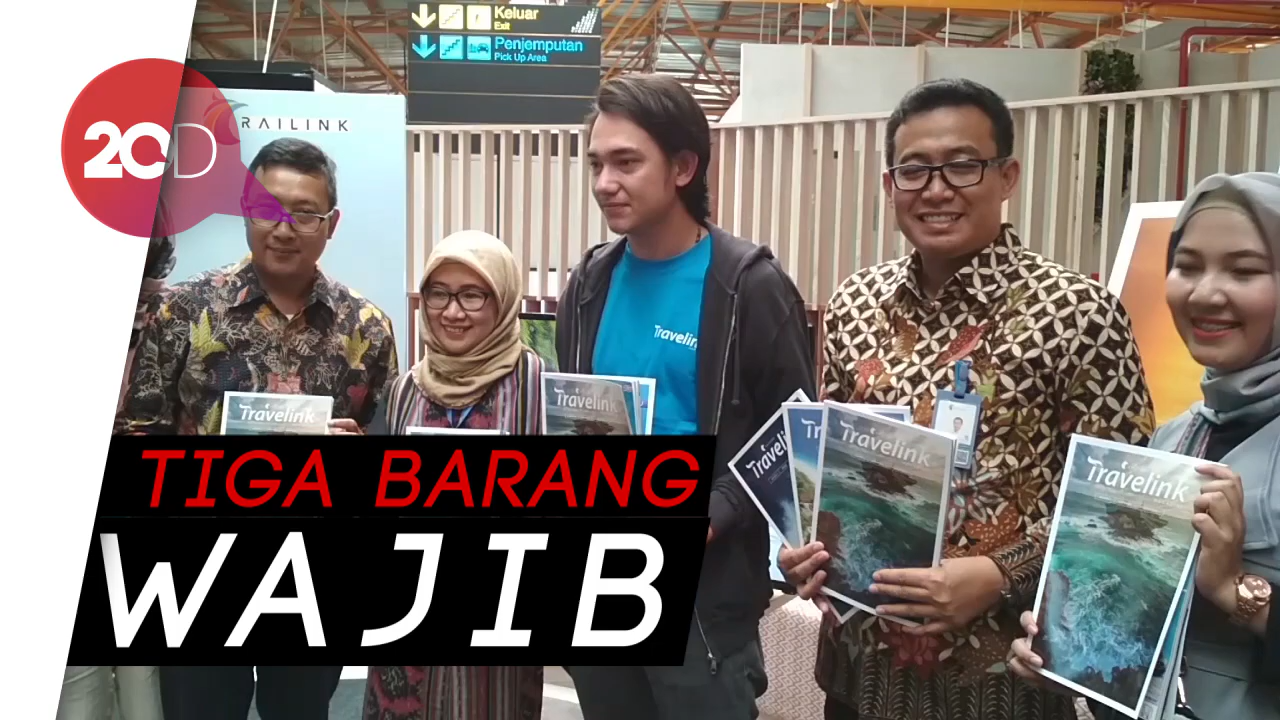 Keluar
Exit
Penjemputan
Pick Up Area
RAILINK
20D
Travelink
Travelink
Travelink
Travelink
Travelink
TIGA BARANG
WAJIB